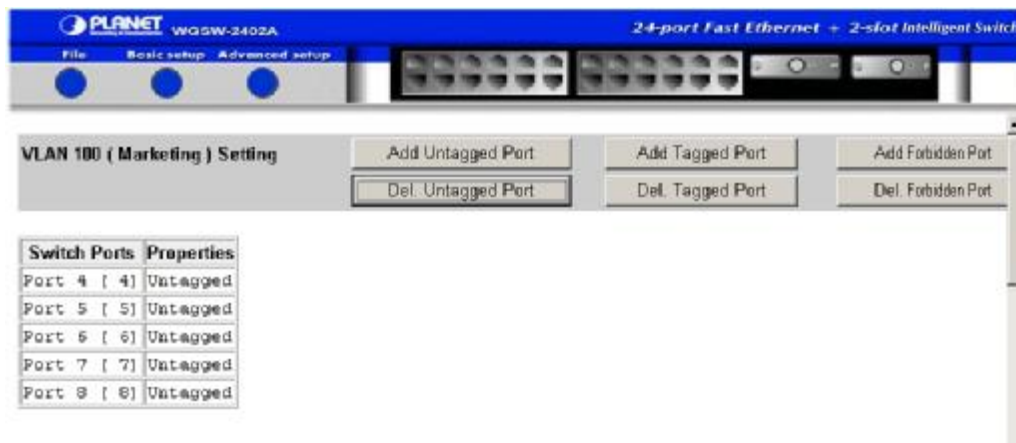 PLANET WGSW-2402A
24-port Fast Ethernet + 2-slot Intelligent Switch
File Basic setup Advanced setup
VLAN 100 ( Marketing ) Setting
Add Untagged Port Add Tagged Port Add Forbidden Port
Del. Untagged Port Del. Tagged Port Del. Forbidden Port
Switch Ports Properties
Port 4 [ 4] Untagged
Port 5 [ 5] Untagged
Port 6 [ 6] Untagged
Port 7 [ 7] Untagged
Port 8 [ 8] Untagged